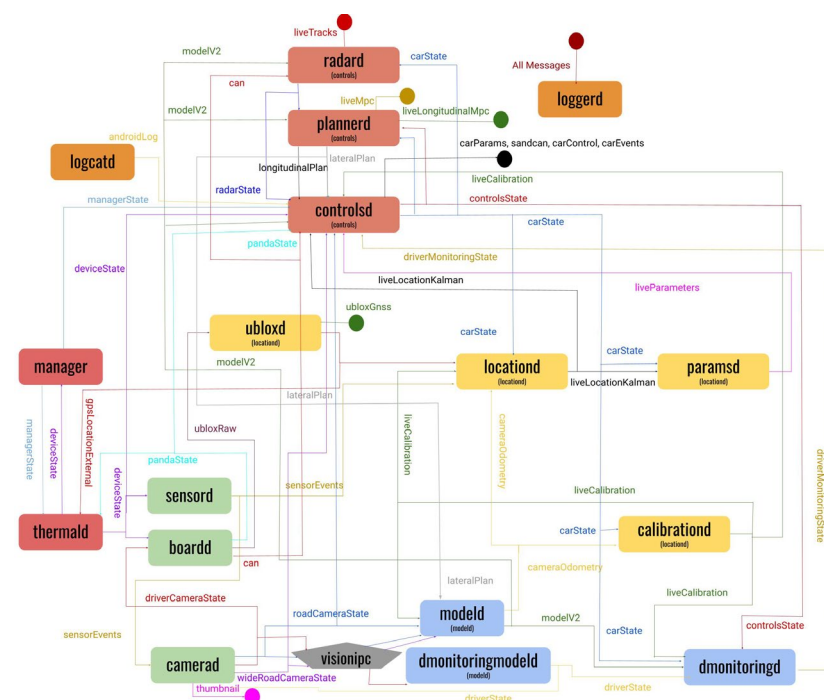 liveTracks
modelV2
radard
(controls)
carState
All Messages
can
liveMpc
loggerd
modelV2
plannerd
(controls)
liveLongitudinalMpc
androidLog
carParams, sandcan, carControl, carEvents
logcatd
lateralPlan
longitudinalPlan
liveCalibration
radarState
managerState
controlsd
(controls)
controlsState
carState
pandaState
driverMonitoringState
deviceState
liveLocationKalman
liveParameters
ubloxGnss
ubloxd
(locationd)
carState
carState
manager
modelV2
locationd
(locationd)
paramsd
(locationd)
liveLocationKalman
lateralPlan
gpsLocationExternal
ubloxRaw
managerState
deviceState
liveCalibration
cameraOdometry
pandaState
driverMonitoringState
deviceState
sensord
sensorEvents
liveCalibration
thermald
boardd
carState
calibrationd
(locationd)
can
cameraOdometry
lateralPlan
driverCameraState
liveCalibration
roadCameraState
modeld
(modeld)
modelV2
controlsState
sensorEvents
carState
camerad
visionipc
dmonitoringmodeld
(modeld)
dmonitoringd
wideRoadCameraState
thumbnail
driverState
driverState